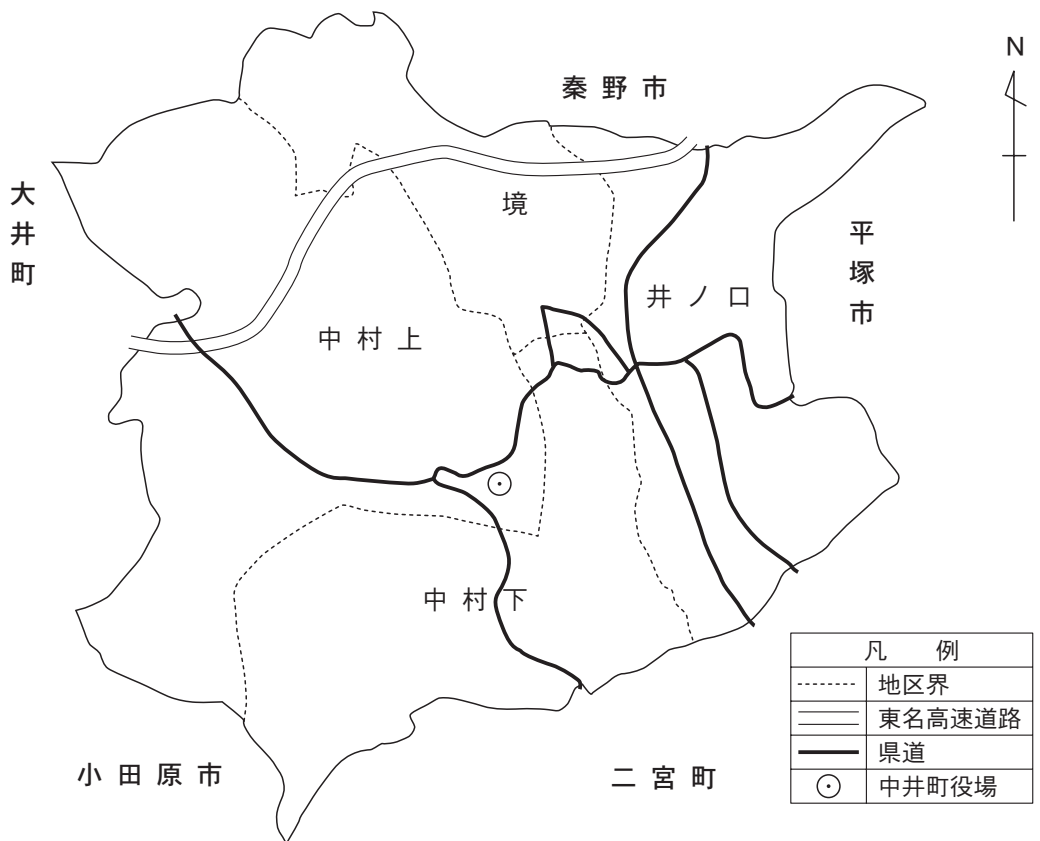 N
秦野市
大井町
境
平塚市
井ノ口
中村上
中村下
小田原市
二宮町
凡 例
地区界
東名高速道路
県道
中井町役場